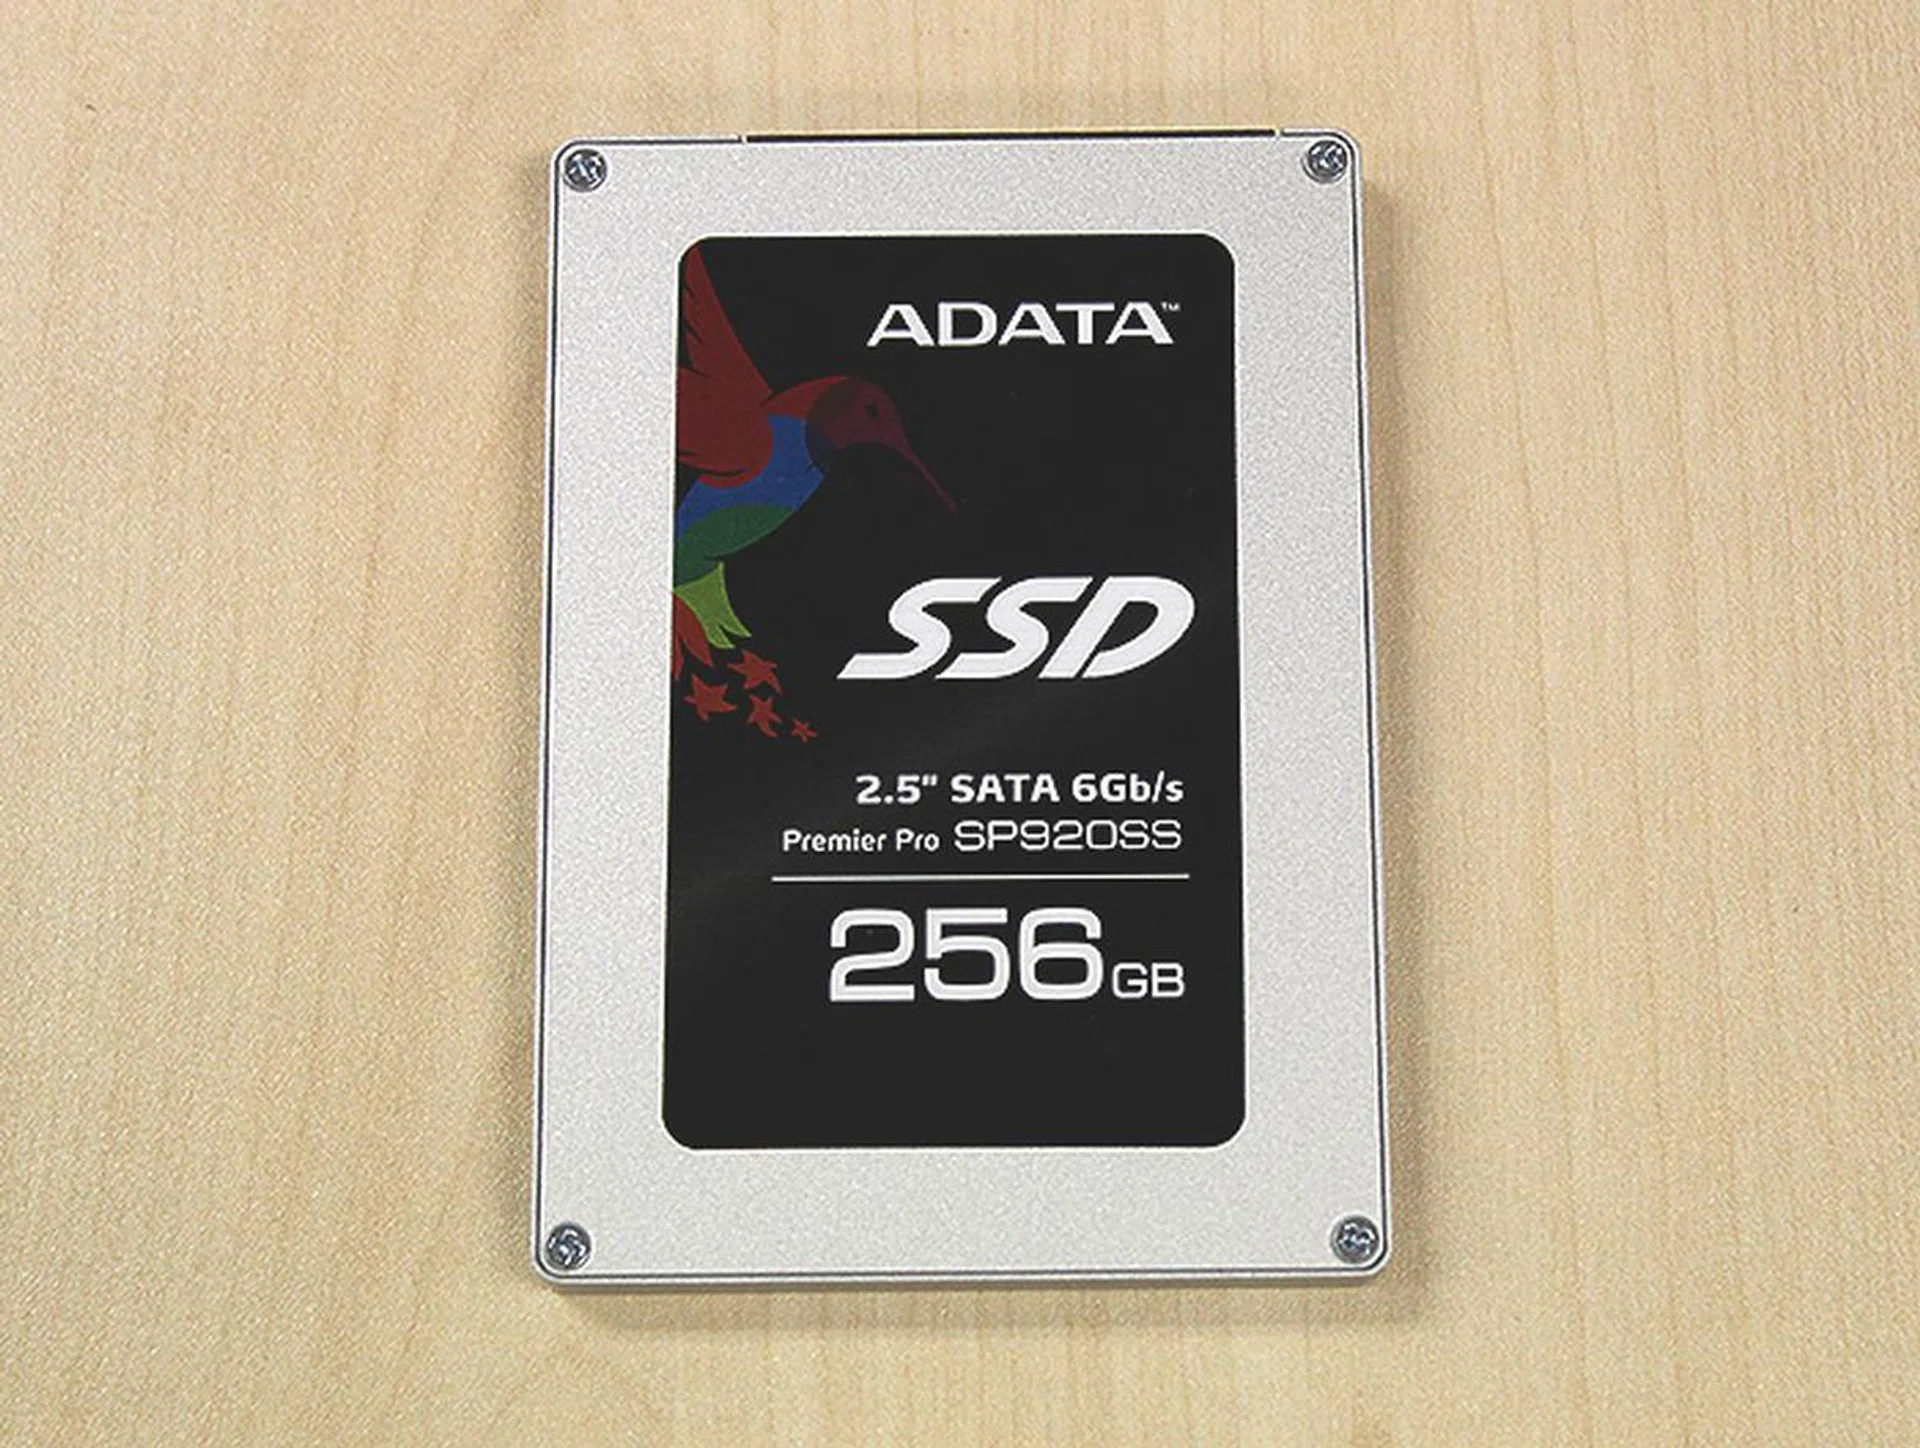 ADATA™
SSD
2.5" SATA 6Gb/s
Premier Pro SP920SS
256GB